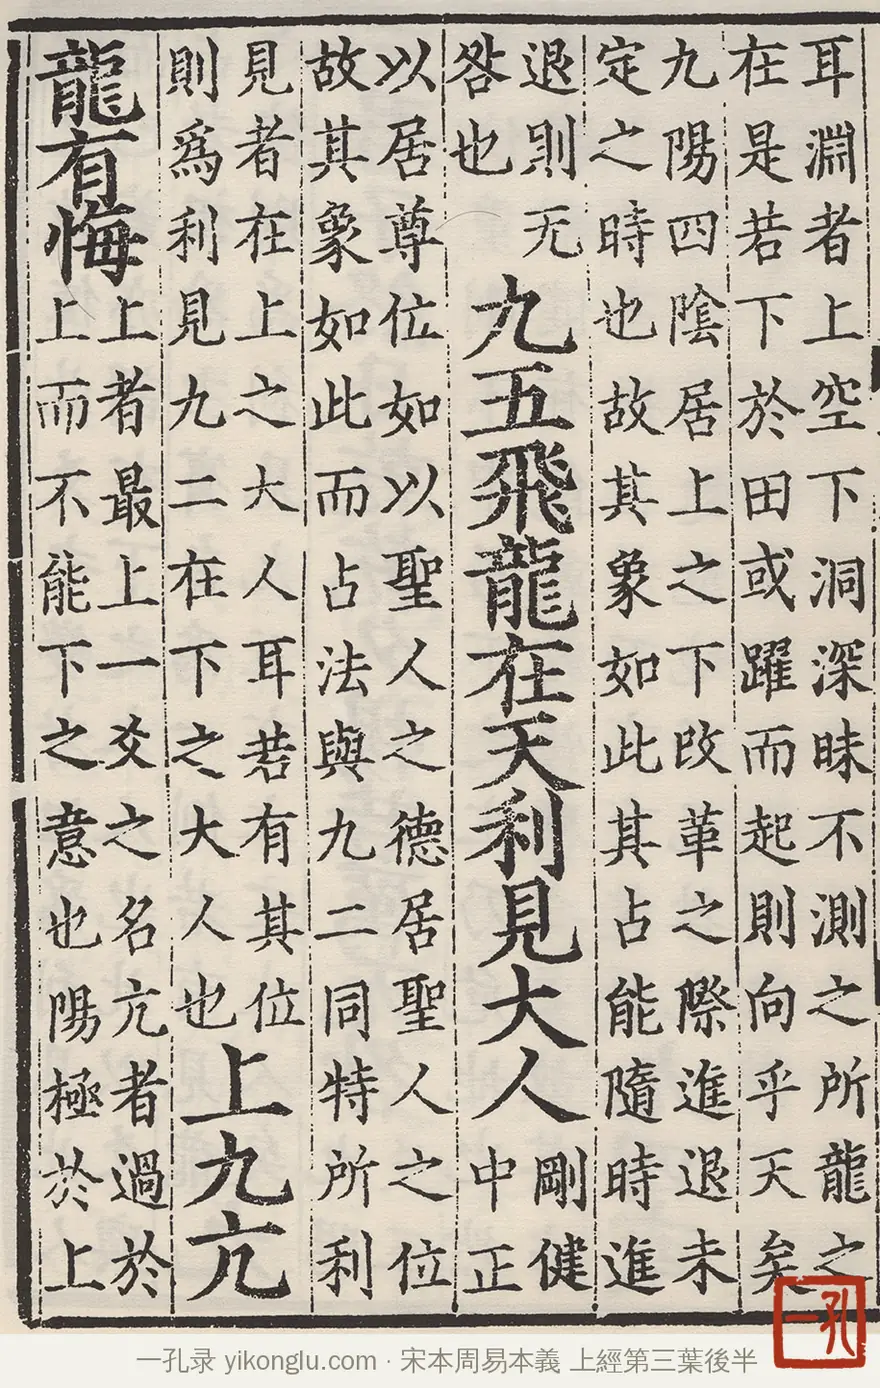 耳淵者上空下洞深昧不測之所龍之
在是若下於田或躍而起則向乎天矣
九陽四陰居上之下改革之際進退未
定之時也故其象如此其占能隨時進
退則无
咎也
九五飛龍在天利見大人
剛健
中正
以居尊位如以聖人之德居聖人之位
故其象如此而占法與九二同特所利
見者在上之大人耳若有其位
則爲利見九二在下之大人也
上九亢
龍有悔
上者最上一爻之名亢者過於
上而不能下之意也陽極於上
一孔
一孔录 yikonglu.com · 宋本周易本義 上經第三葉後半